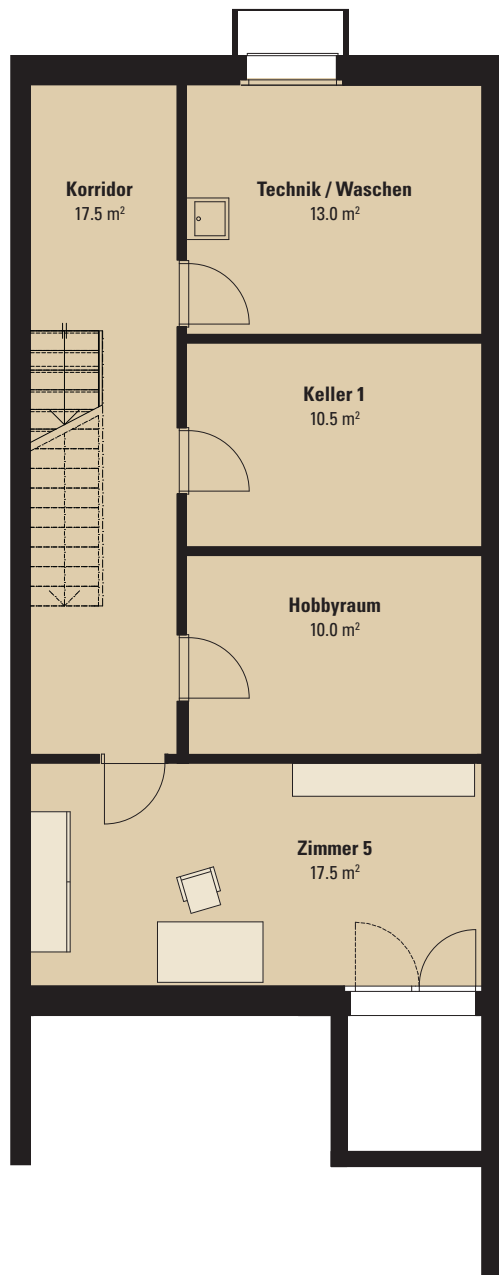 Korridor
17.5 m²
Technik / Waschen
13.0 m²
Keller 1
10.5 m²
Hobbyraum
10.0 m²
Zimmer 5
17.5 m²